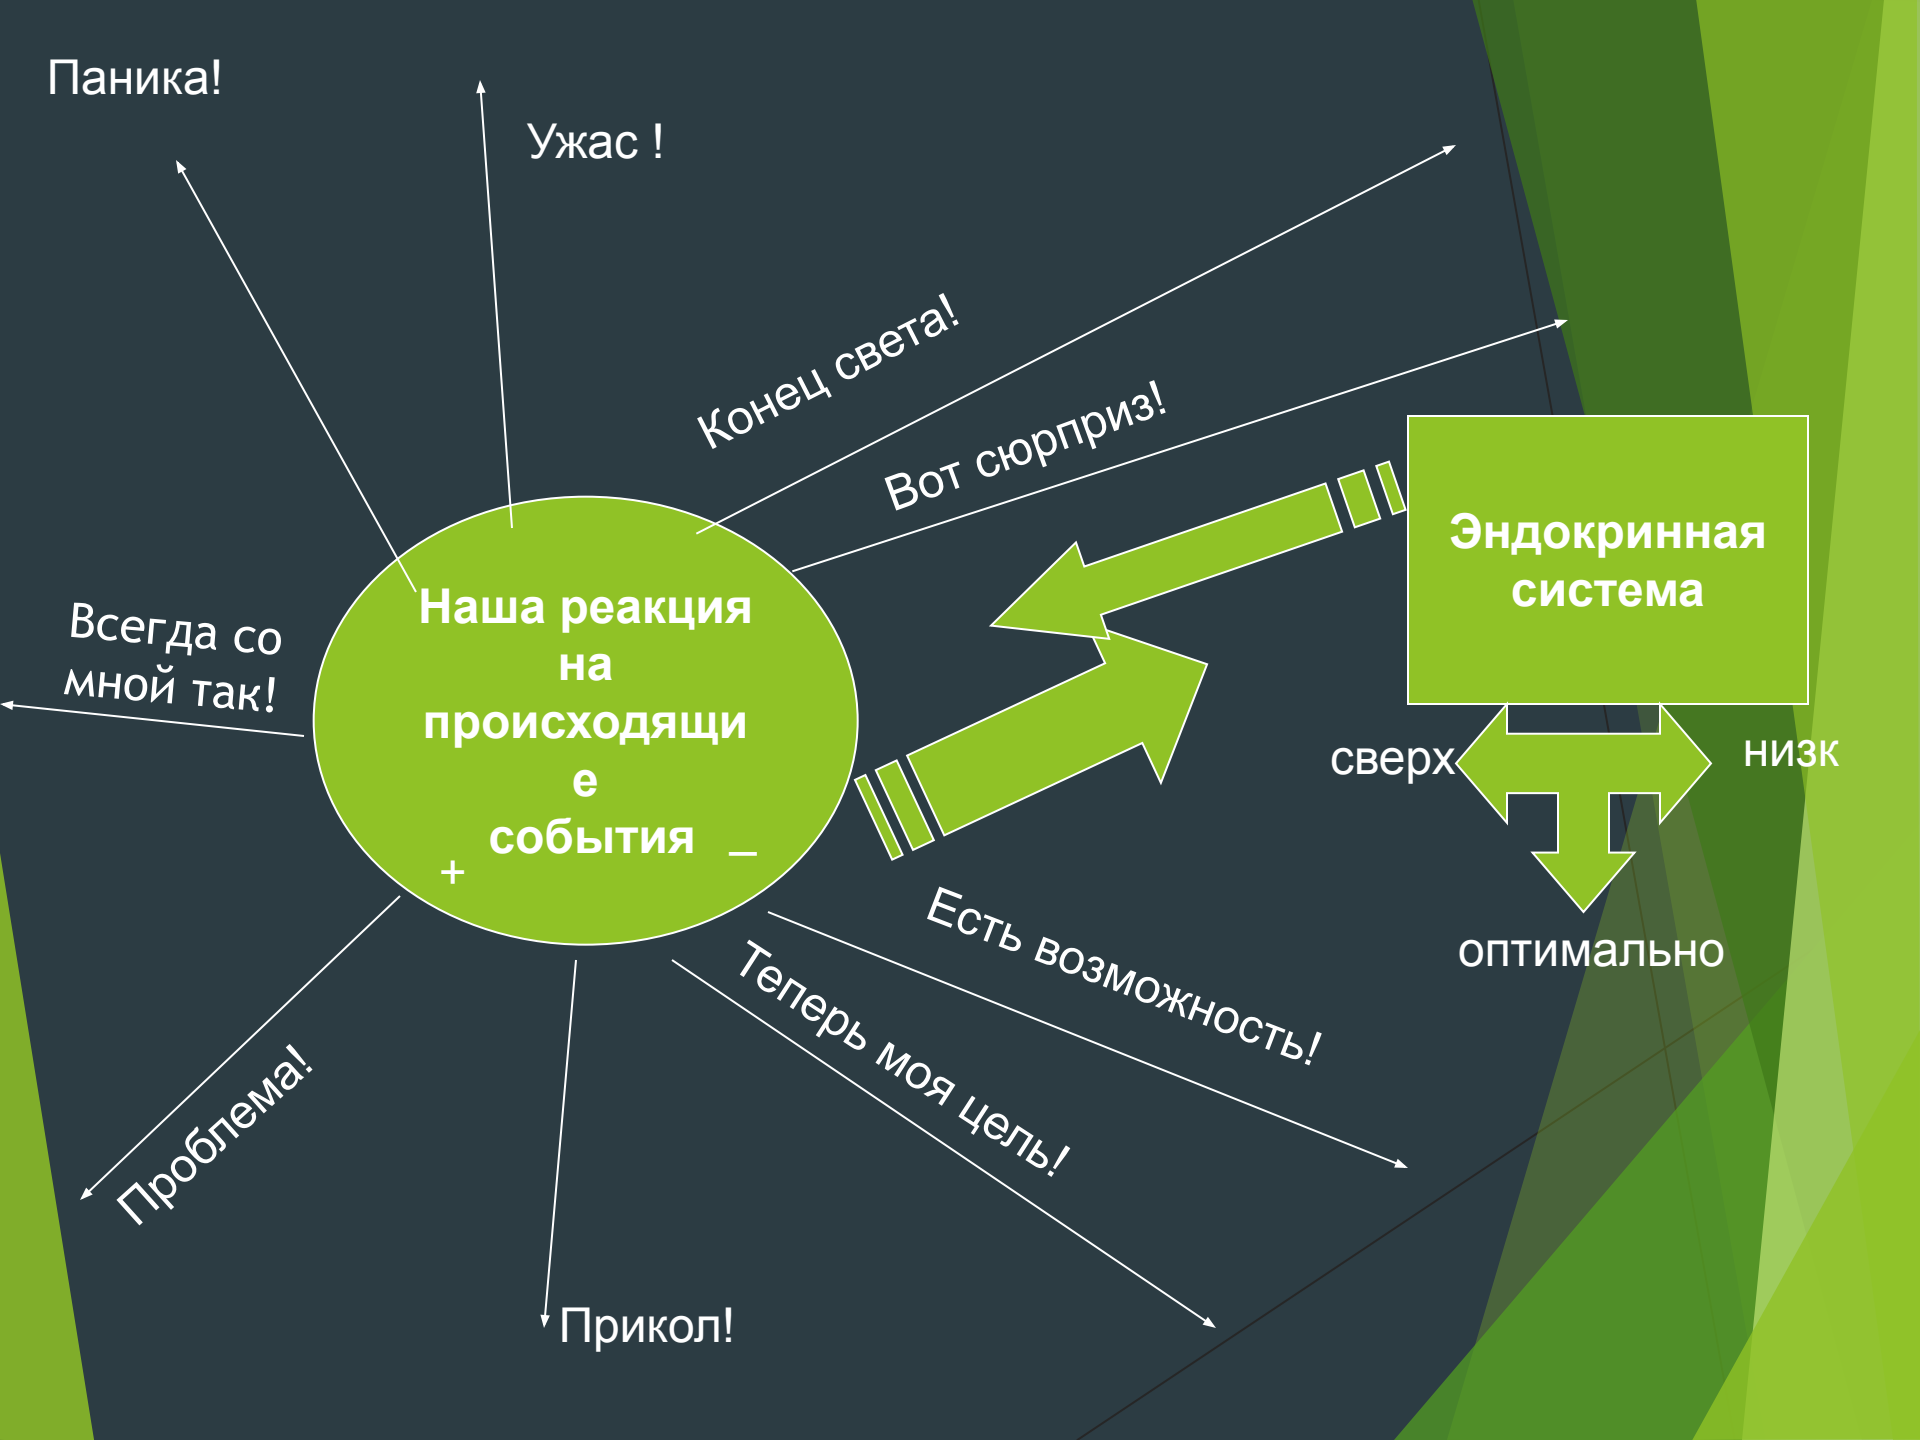 Паника!
Ужас !
Конец света!
Вот сюрприз!
Эндокринная
система
Всегда со
мной так!
Наша реакция
на
происходящи
е
события
+
_
сверх
низк
оптимально
Есть возможность!
Теперь моя цель!
Проблема!
Прикол!